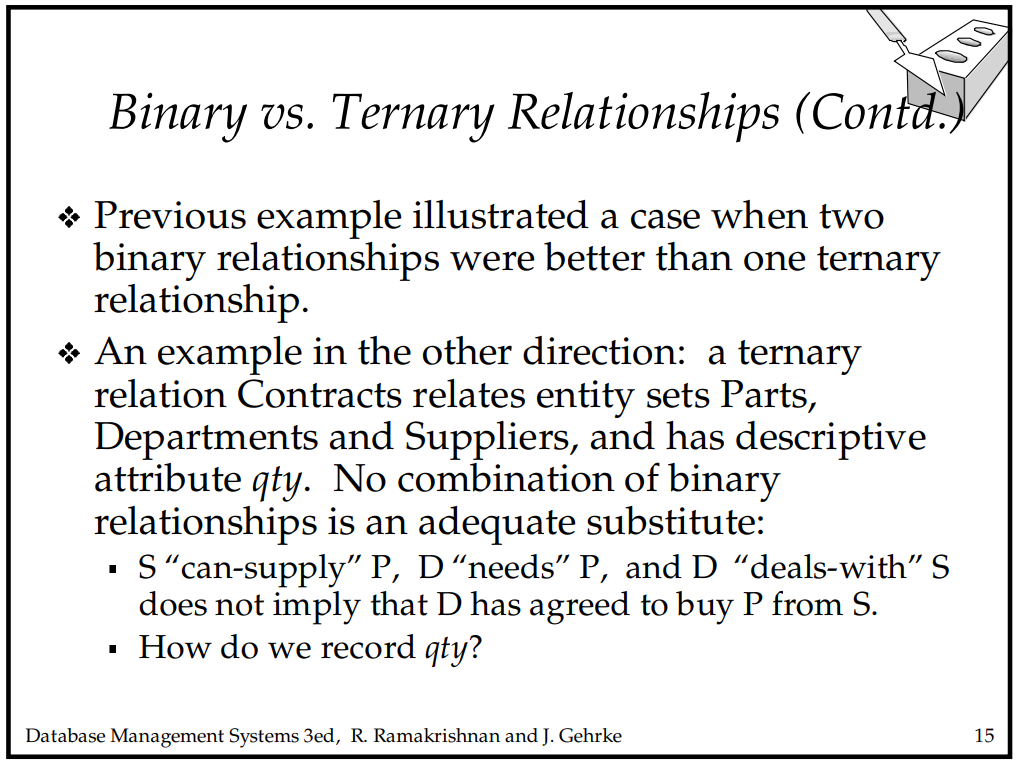 Binary vs. Ternary Relationships (Contd.)
❖ Previous example illustrated a case when two
binary relationships were better than one ternary
relationship.
❖ An example in the other direction:  a ternary
relation Contracts relates entity sets Parts,
Departments and Suppliers, and has descriptive
attribute qty.  No combination of binary
relationships is an adequate substitute:
▪ S “can-supply” P,  D “needs” P,  and D  “deals-with” S
does not imply that D has agreed to buy P from S.
▪ How do we record qty?
Database Management Systems 3ed,  R. Ramakrishnan and J. Gehrke
15